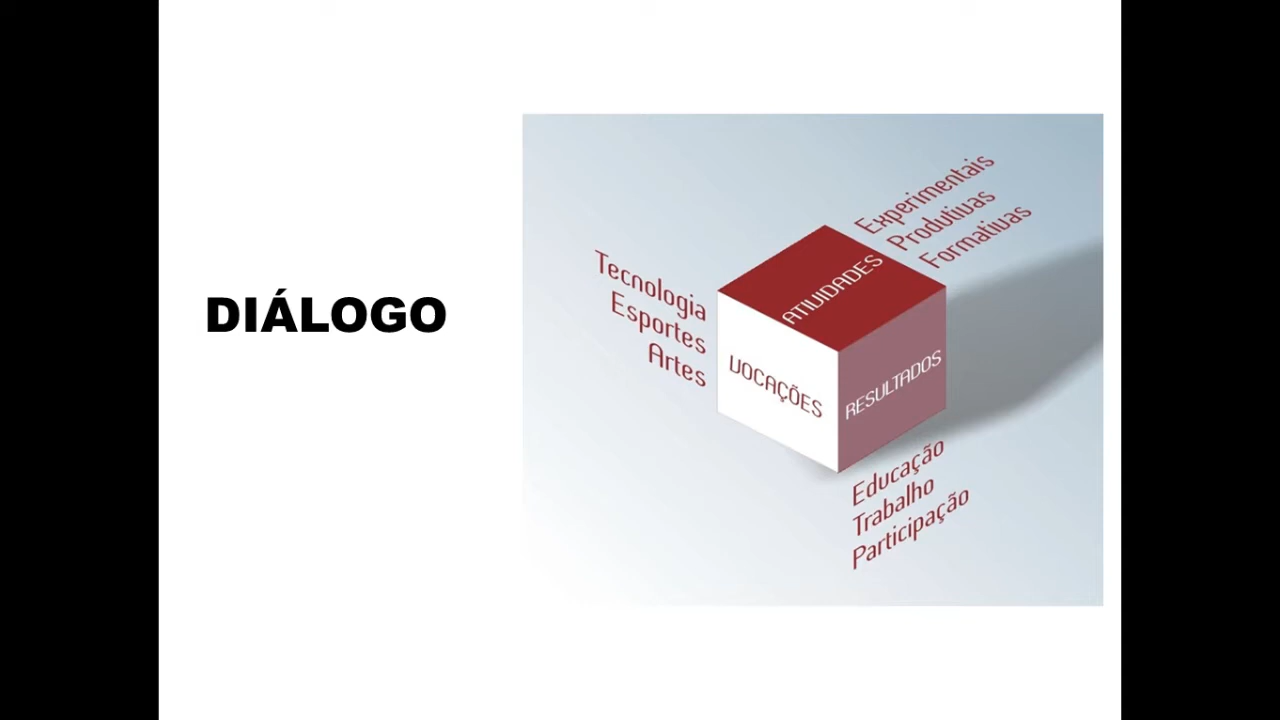 DIÁLOGO
Tecnologia
Esportes
Artes
Experimentais
Produtivas
Formativas
ATIVIDADES
VOCAÇÕES
RESULTADOS
Educação
Trabalho
Participação